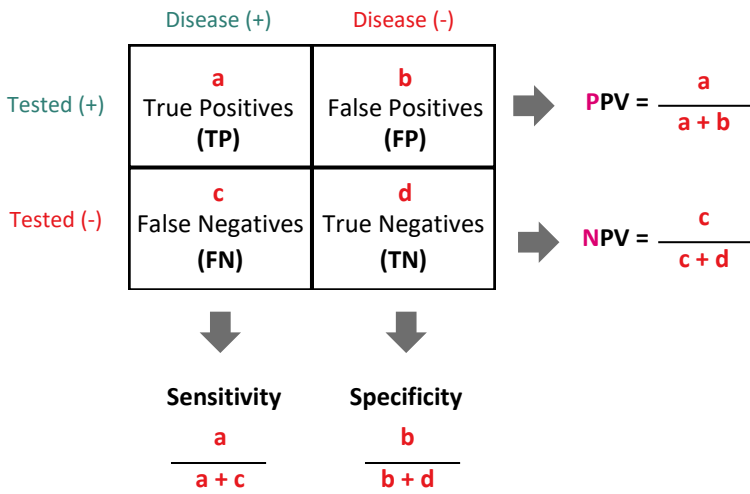 Disease (+)
Disease (-)
Tested (+)
a
True Positives
(TP)
b
False Positives
(FP)
PPV =
a
a + b
Tested (-)
c
False Negatives
(FN)
d
True Negatives
(TN)
NPV =
c
c + d
Sensitivity
a
a + c
Specificity
b
b + d